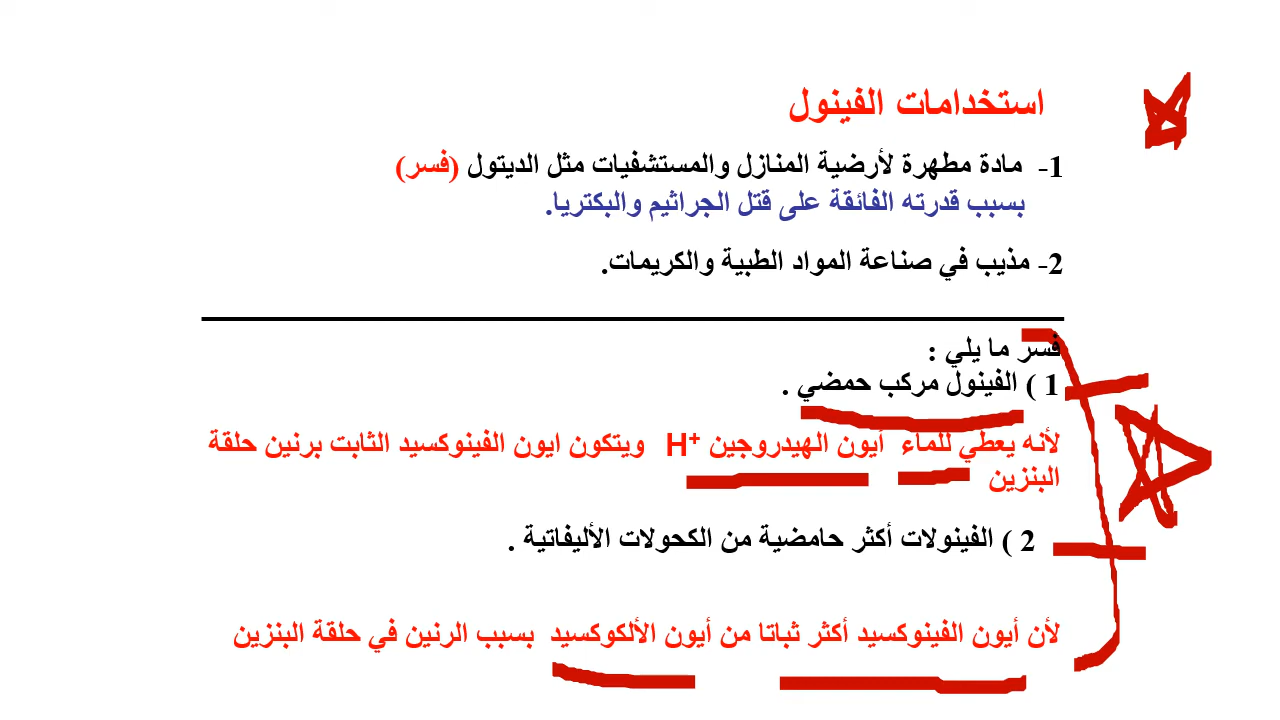 استخدامات الفينول
1- مادة مطهرة لأرضية المنازل والمستشفيات مثل الديتول (فسر)
بسبب قدرته الفائقة على قتل الجراثيم والبكتريا.
2- مذيب في صناعة المواد الطبية والكريمات.
فسر ما يلي :
1 ) الفينول مركب حمضي .
لأنه يعطي للماء أيون الهيدروجين H⁺ ويتكون ايون الفينوكسيد الثابت برنين حلقة
البنزين
2 ) الفينولات أكثر حامضية من الكحولات الأليفاتية .
لأن أيون الفينوكسيد أكثر ثباتا من أيون الألكوكسيد بسبب الرنين في حلقة البنزين